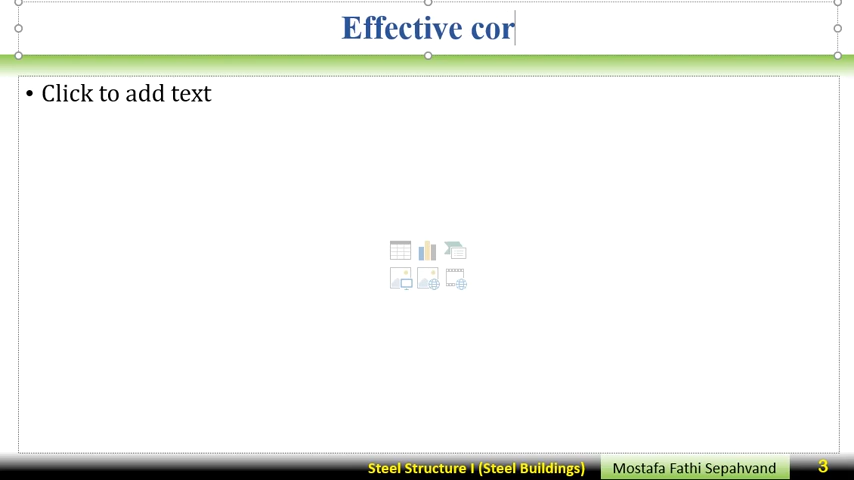 Effective cor
• Click to add text
Steel Structure I (Steel Buildings) Mostafa Fathi Sepahvand 3